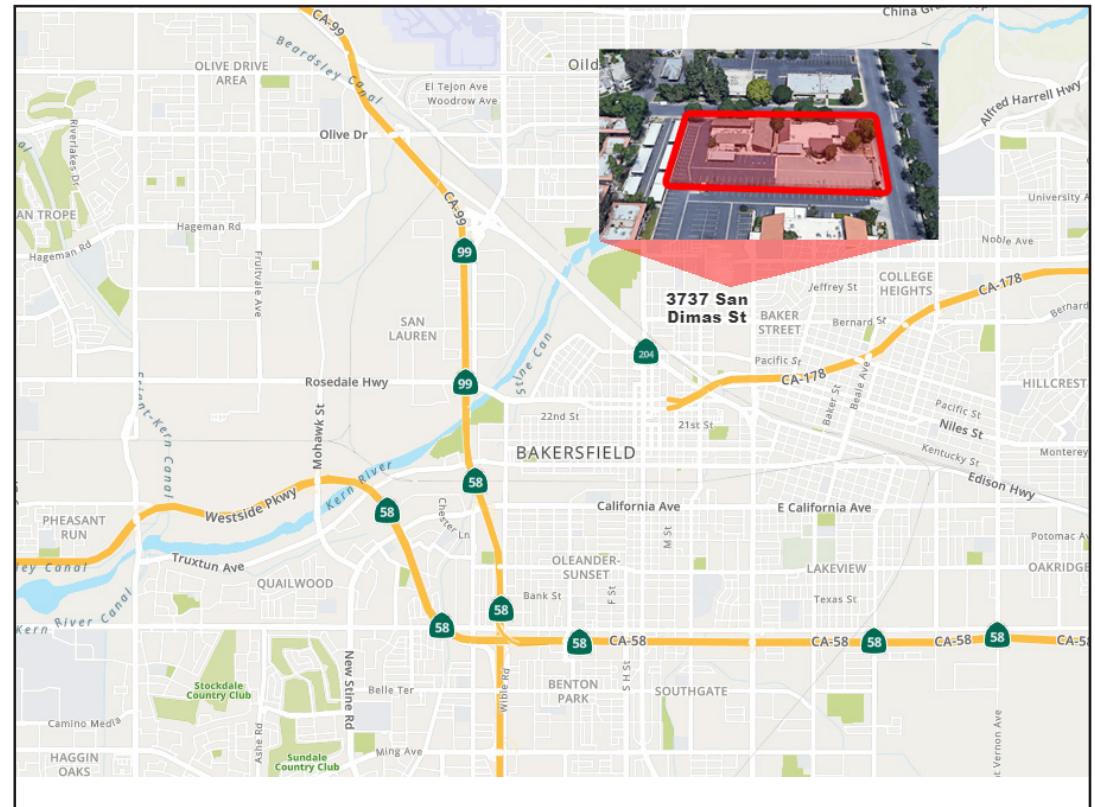 CA-99
China Gra
Beardsley Canal
OLIVE DRIVE
AREA
Oild
El Tejon Ave
Woodrow Ave
Alfred Harrell Hwy
Olive Dr
Riverlakes Dr
CA-99
University A
AN TROPE
Hageman Rd
Hageman Rd
99
Noble Ave
Fruitvale Ave
COLLEGE
HEIGHTS
Jeffrey St
CA-178
3737 San
Dimas St
BAKER
STREET
Bernard St
Bernard
SAN
LAUREN
Stine Can
204
Pacific St
CA-178
Rosedale Hwy
99
HILLCREST
Friant-Kern Canal
Mohawk St
22nd St
21st St
Baker St
Beale Ave
Pacific St
Niles St
BAKERSFIELD
Kentucky St
Monterey
Kern River
58
Edison Hwy
Westside Pkwy
58
Chester Ln
California Ave
E California Ave
PHEASANT
RUN
M St
Potomac Av
Truxtun Ave
OLEANDER-
SUNSET
LAKEVIEW
OAKRIDGE
ley Canal
QUAILWOOD
Bank St
F St
Texas St
Kern River Canal
58
58
58
CA-58
CA-58
58
CA-58
58
CA-58
New Stine Rd
Wible Rd
S H St
Stockdale
Country Club
Belle Ter
BENTON
PARK
SOUTHGATE
Camino Media
Ashe Rd
t Vernon Ave
HAGGIN
OAKS
Sundale
Country Club
Ming Ave